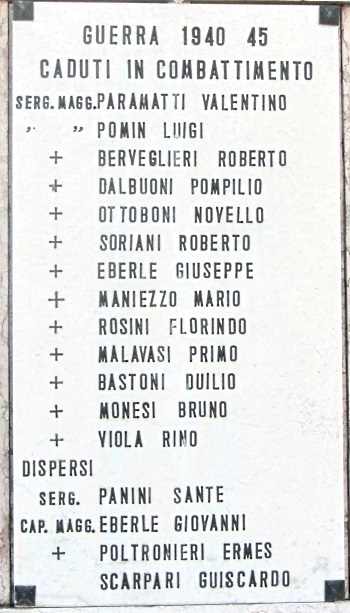 GUERRA 1940 45
CADUTI IN COMBATTIMENTO
SERG. MAGG. PARAMATTI VALENTINO
" " POMIN LUIGI
+ BERVEGLIERI ROBERTO
+ DALBUONI POMPILIO
+ OTTOBONI NOVELLO
+ SORIANI ROBERTO
+ EBERLE GIUSEPPE
+ MANIEZZO MARIO
+ ROSINI FLORINDO
+ MALAVASI PRIMO
+ BASTONI DUILIO
+ MONESI BRUNO
+ VIOLA RINO
DISPERSI
SERG. PANINI SANTE
CAP. MAGG. EBERLE GIOVANNI
+ POLTRONIERI ERMES
SCARPARI GUISCARDO